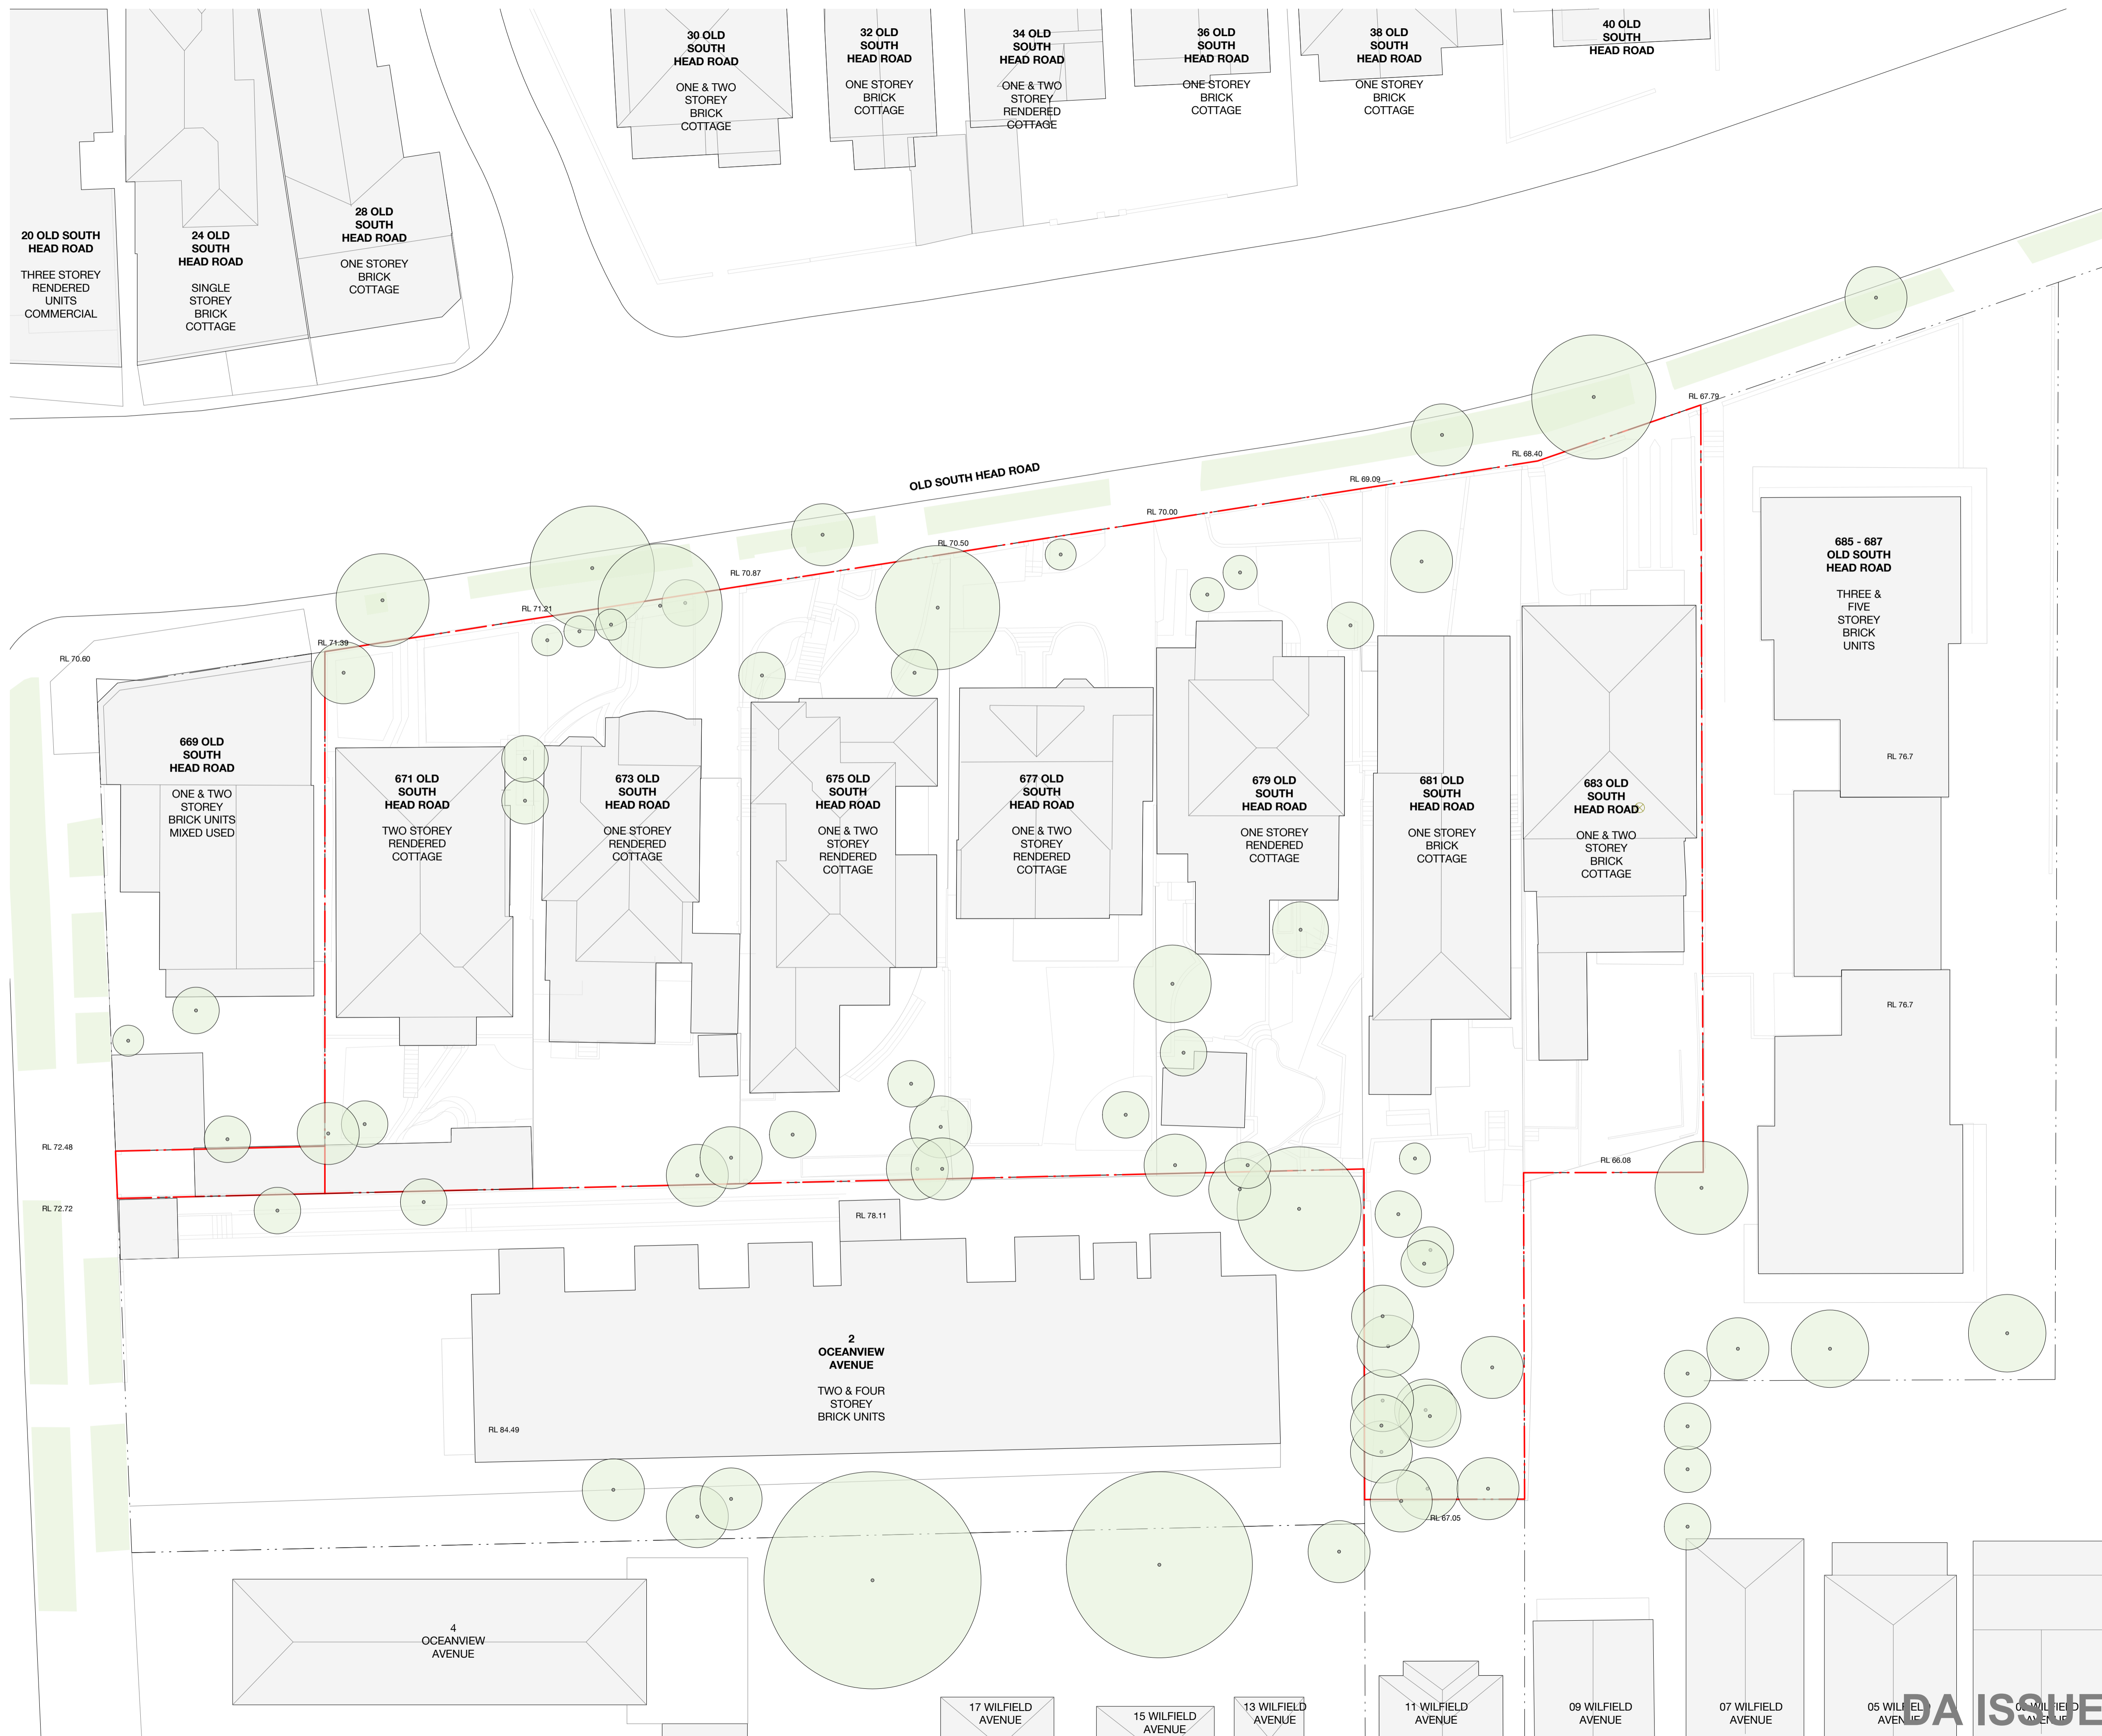 30 OLD
SOUTH
HEAD ROAD
ONE & TWO
STOREY
BRICK
COTTAGE
32 OLD
SOUTH
HEAD ROAD
ONE STOREY
BRICK
COTTAGE
34 OLD
SOUTH
HEAD ROAD
ONE & TWO
STOREY
RENDERED
COTTAGE
36 OLD
SOUTH
HEAD ROAD
ONE STOREY
BRICK
COTTAGE
38 OLD
SOUTH
HEAD ROAD
ONE STOREY
BRICK
COTTAGE
40 OLD
SOUTH
HEAD ROAD
20 OLD SOUTH
HEAD ROAD
THREE STOREY
RENDERED
UNITS
COMMERCIAL
24 OLD
SOUTH
HEAD ROAD
SINGLE
STOREY
BRICK
COTTAGE
28 OLD
SOUTH
HEAD ROAD
ONE STOREY
BRICK
COTTAGE
RL 67.79
RL 68.40
RL 69.09
OLD SOUTH HEAD ROAD
RL 70.00
RL 70.50
RL 70.87
RL 71.21
RL 71.39
RL 70.60
685 - 687
OLD SOUTH
HEAD ROAD
THREE &
FIVE
STOREY
BRICK
UNITS
RL 76.7
RL 76.7
669 OLD
SOUTH
HEAD ROAD
ONE & TWO
STOREY
BRICK UNITS
MIXED USED
671 OLD
SOUTH
HEAD ROAD
TWO STOREY
RENDERED
COTTAGE
673 OLD
SOUTH
HEAD ROAD
ONE STOREY
RENDERED
COTTAGE
675 OLD
SOUTH
HEAD ROAD
ONE & TWO
STOREY
RENDERED
COTTAGE
677 OLD
SOUTH
HEAD ROAD
ONE & TWO
STOREY
RENDERED
COTTAGE
679 OLD
SOUTH
HEAD ROAD
ONE STOREY
RENDERED
COTTAGE
681 OLD
SOUTH
HEAD ROAD
ONE STOREY
BRICK
COTTAGE
683 OLD
SOUTH
HEAD ROAD
ONE & TWO
STOREY
BRICK
COTTAGE
RL 72.48
RL 72.72
RL 66.08
RL 78.11
2
OCEANVIEW
AVENUE
TWO & FOUR
STOREY
BRICK UNITS
RL 84.49
RL 67.05
4
OCEANVIEW
AVENUE
17 WILFIELD
AVENUE
15 WILFIELD
AVENUE
13 WILFIELD
AVENUE
11 WILFIELD
AVENUE
09 WILFIELD
AVENUE
07 WILFIELD
AVENUE
05 WILFIELD
AVENUE
WILFIELD
AVENUE
DA ISSUE